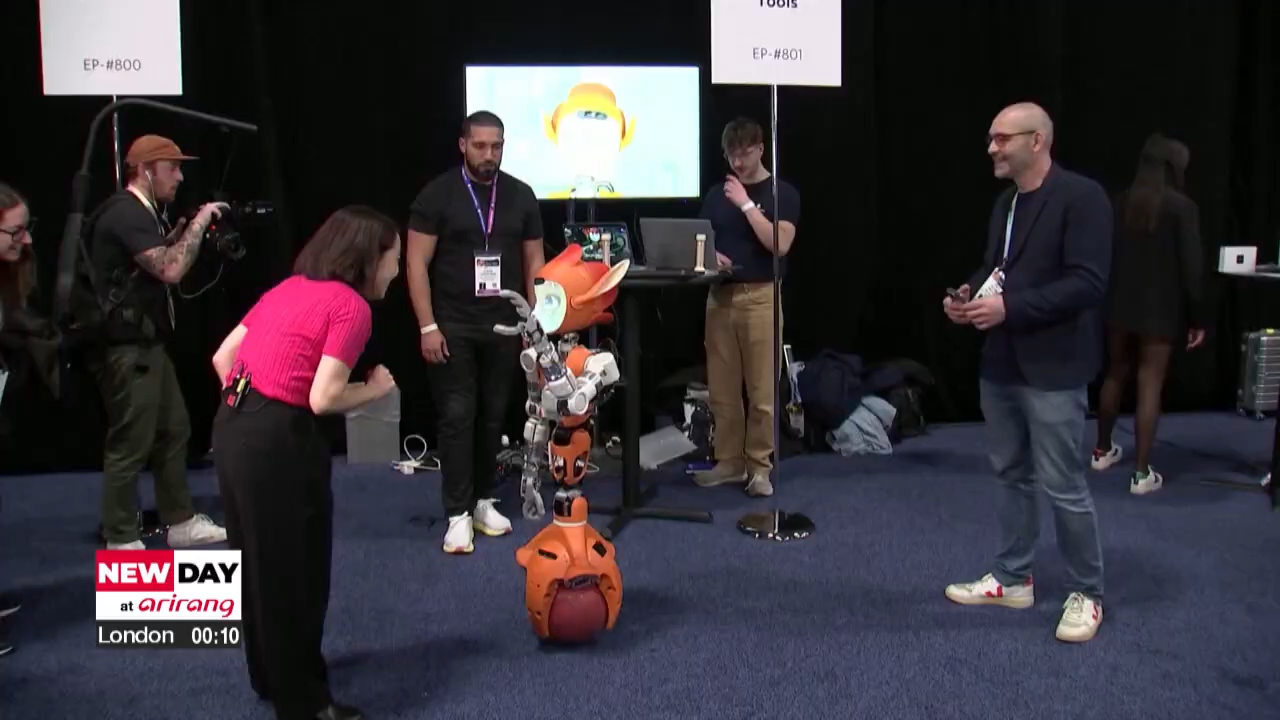 Tools
EP-#800
EP-#801
NEW DAY
at arirang
London 00:10